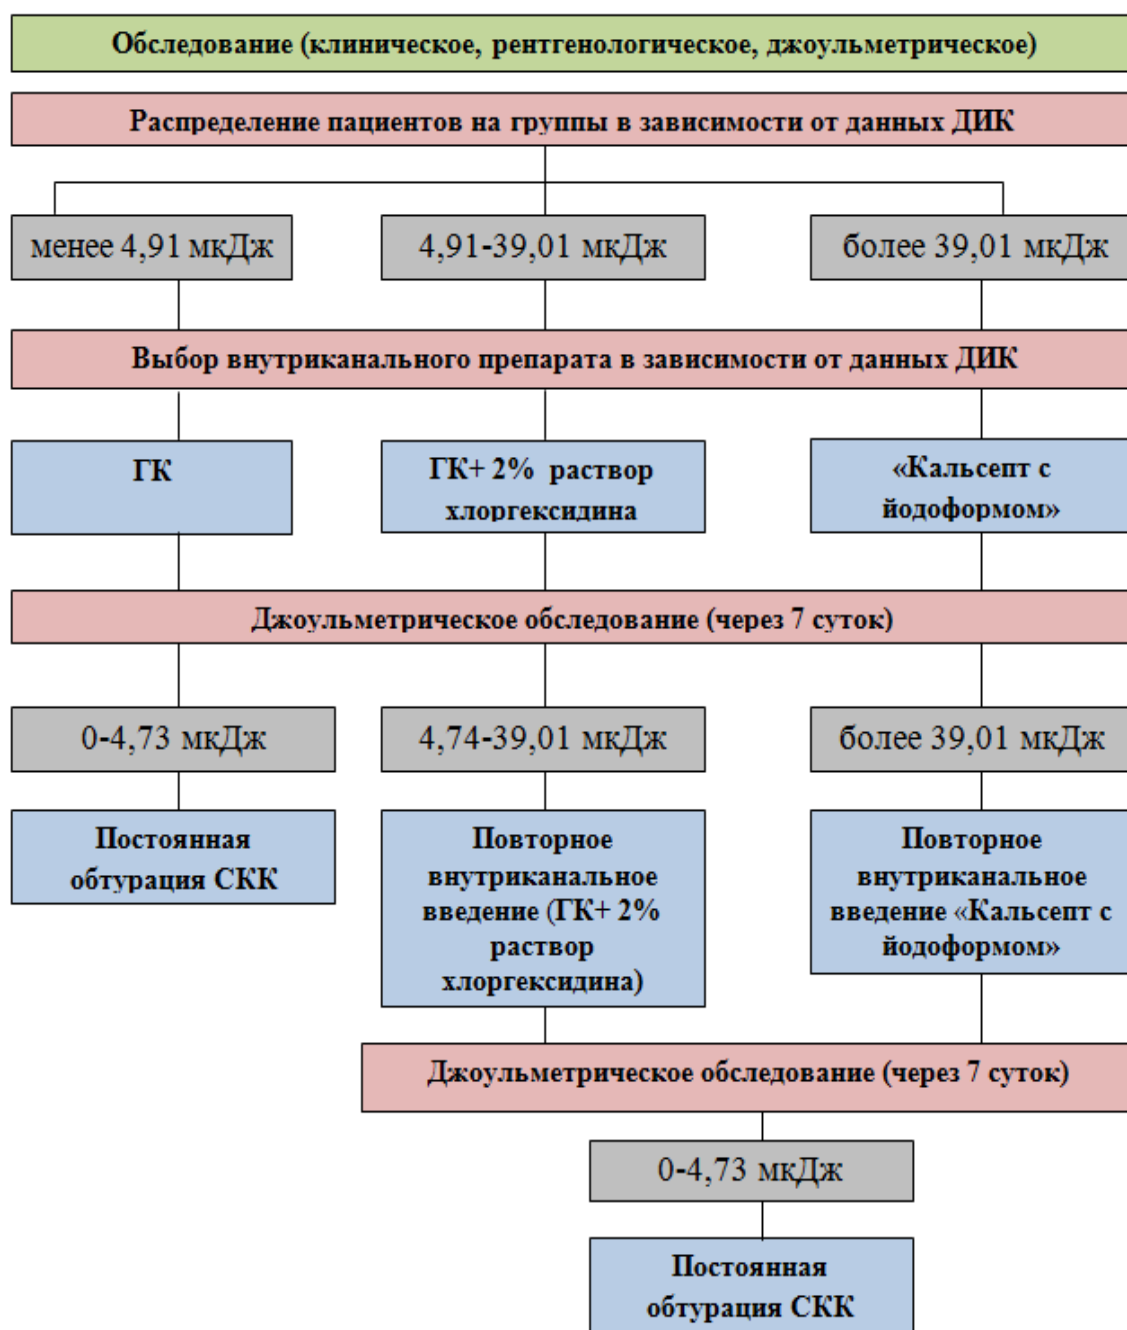 Обследование (клиническое, рентгенологическое, джоульметрическое)
Распределение пациентов на группы в зависимости от данных ДИК
менее 4,91 мкДж
4,91-39,01 мкДж
более 39,01 мкДж
Выбор внутриканального препарата в зависимости от данных ДИК
ГК
ГК+ 2% раствор
хлоргексидина
«Кальсепт с
йодоформом»
Джоульметрическое обследование (через 7 суток)
0-4,73 мкДж
4,74-39,01 мкДж
более 39,01 мкДж
Постоянная
обтурация СКК
Повторное
внутриканальное
введение (ГК+ 2%
раствор
хлоргексидина)
Повторное
внутриканальное
введение «Кальсепт с
йодоформом»
Джоульметрическое обследование (через 7 суток)
0-4,73 мкДж
Постоянная
обтурация СКК